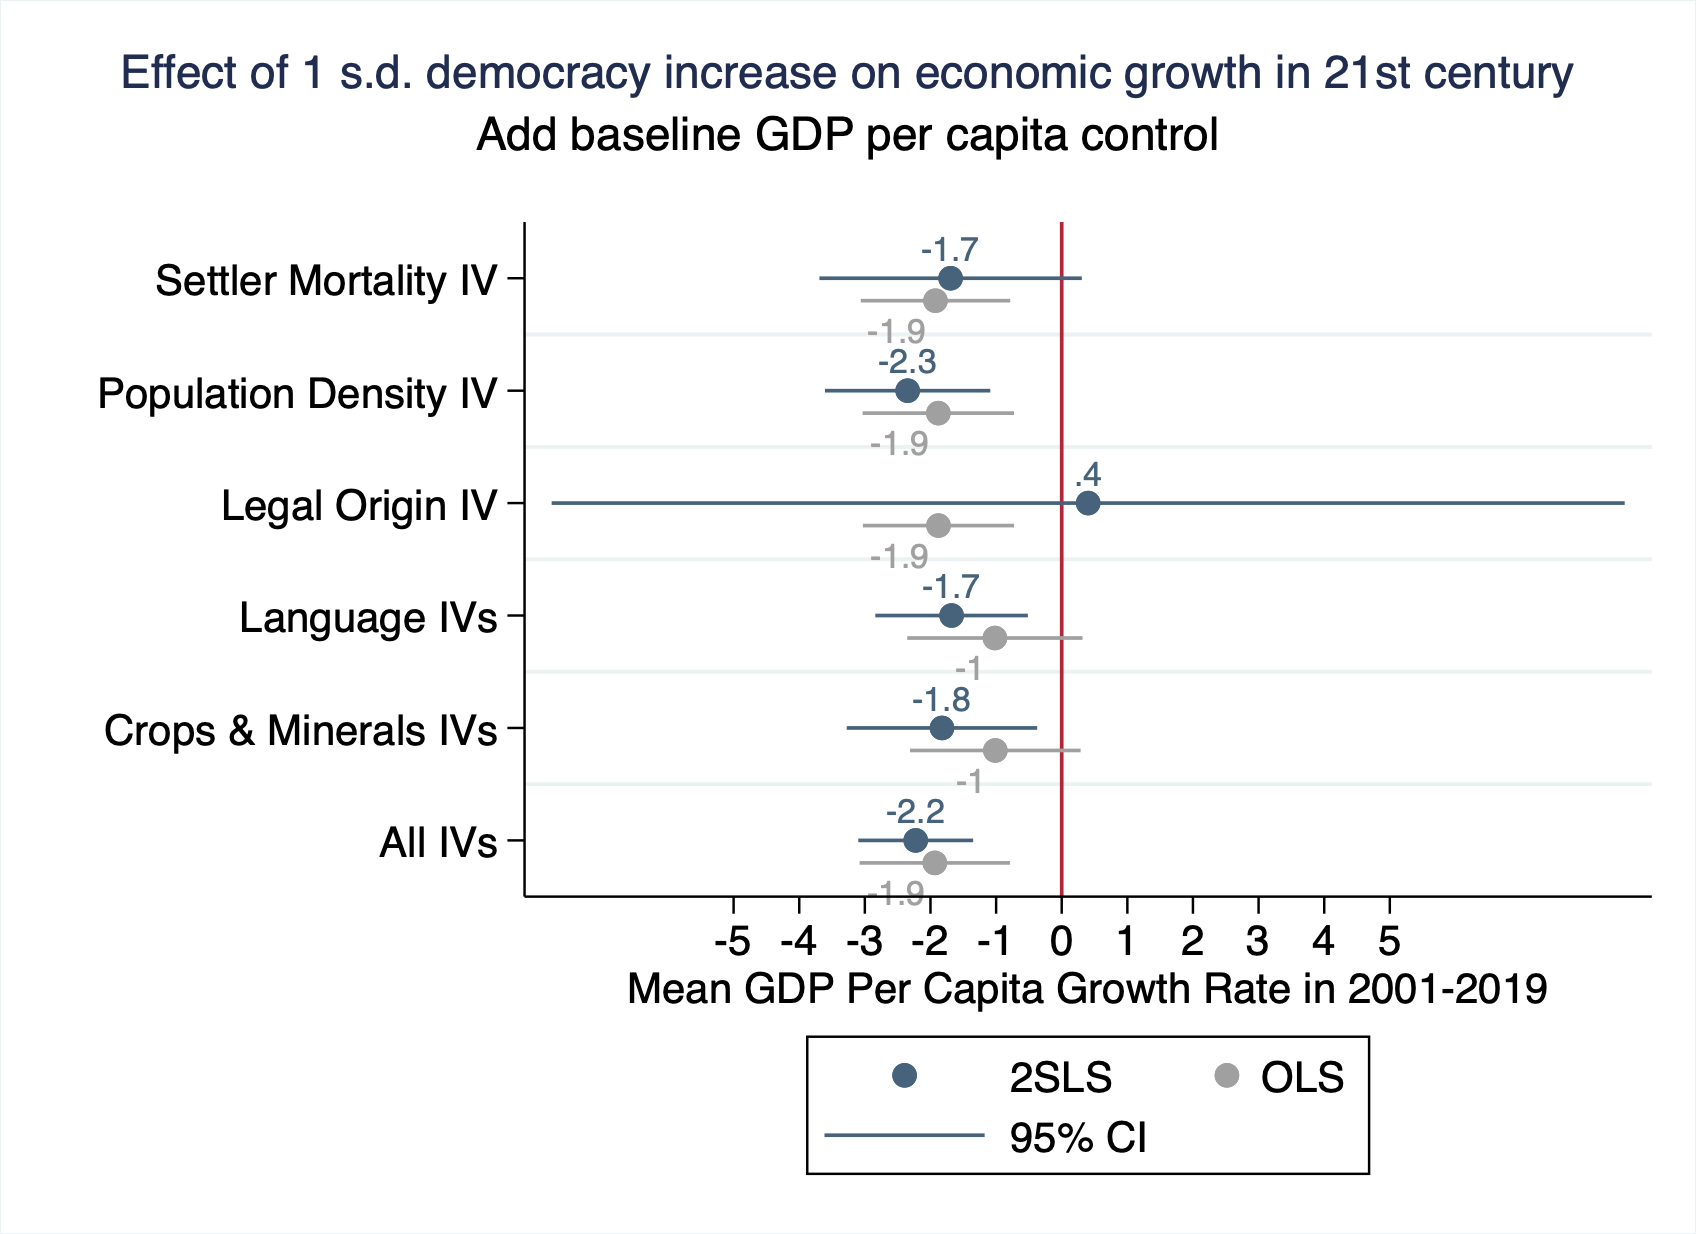 Effect of 1 s.d. democracy increase on economic growth in 21st century
Add baseline GDP per capita control
-1.7
Settler Mortality IV
-1.9
-2.3
Population Density IV
-1.9
.4
Legal Origin IV
-1.9
-1.7
Language IVs
-1
-1.8
Crops & Minerals IVs
-1
-2.2
All IVs
-1.9
-5 -4 -3 -2 -1 0 1 2 3 4 5
Mean GDP Per Capita Growth Rate in 2001-2019
2SLS OLS
95% CI